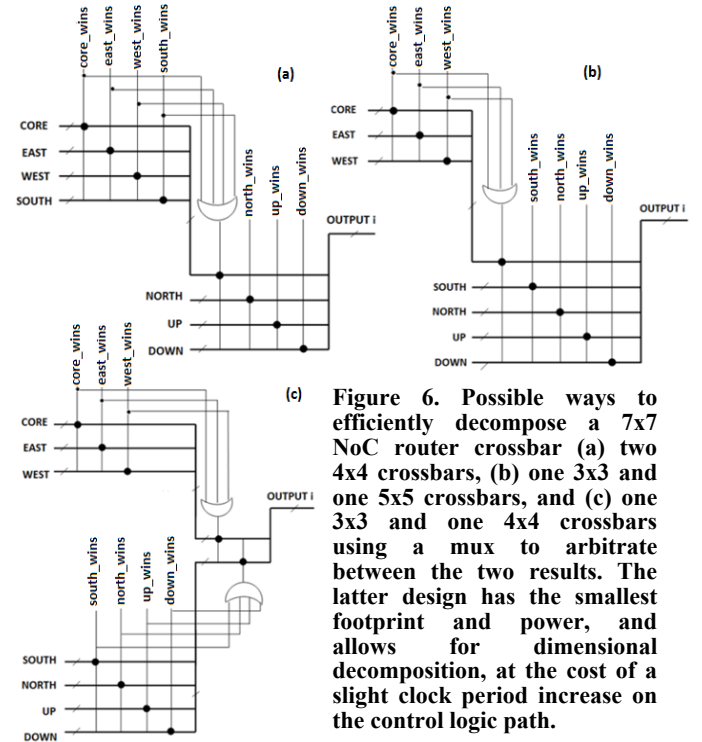 core_wins
east_wins
west_wins
south_wins
(a)
CORE
EAST
WEST
SOUTH
north_wins
up_wins
down_wins
OUTPUT i
NORTH
UP
DOWN
core_wins
east_wins
west_wins
(b)
CORE
EAST
WEST
south_wins
north_wins
up_wins
down_wins
OUTPUT i
SOUTH
NORTH
UP
DOWN
core_wins
east_wins
west_wins
(c)
CORE
EAST
WEST
OUTPUT i
south_wins
north_wins
up_wins
down_wins
SOUTH
NORTH
UP
DOWN
Figure 6. Possible ways to
efficiently decompose a 7x7
NoC router crossbar (a) two
4x4 crossbars, (b) one 3x3 and
one 5x5 crossbars, and (c) one
3x3 and one 4x4 crossbars
using a mux to arbitrate
between the two results. The
latter design has the smallest
footprint and power, and
allows for dimensional
decomposition, at the cost of a
slight clock period increase on
the control logic path.